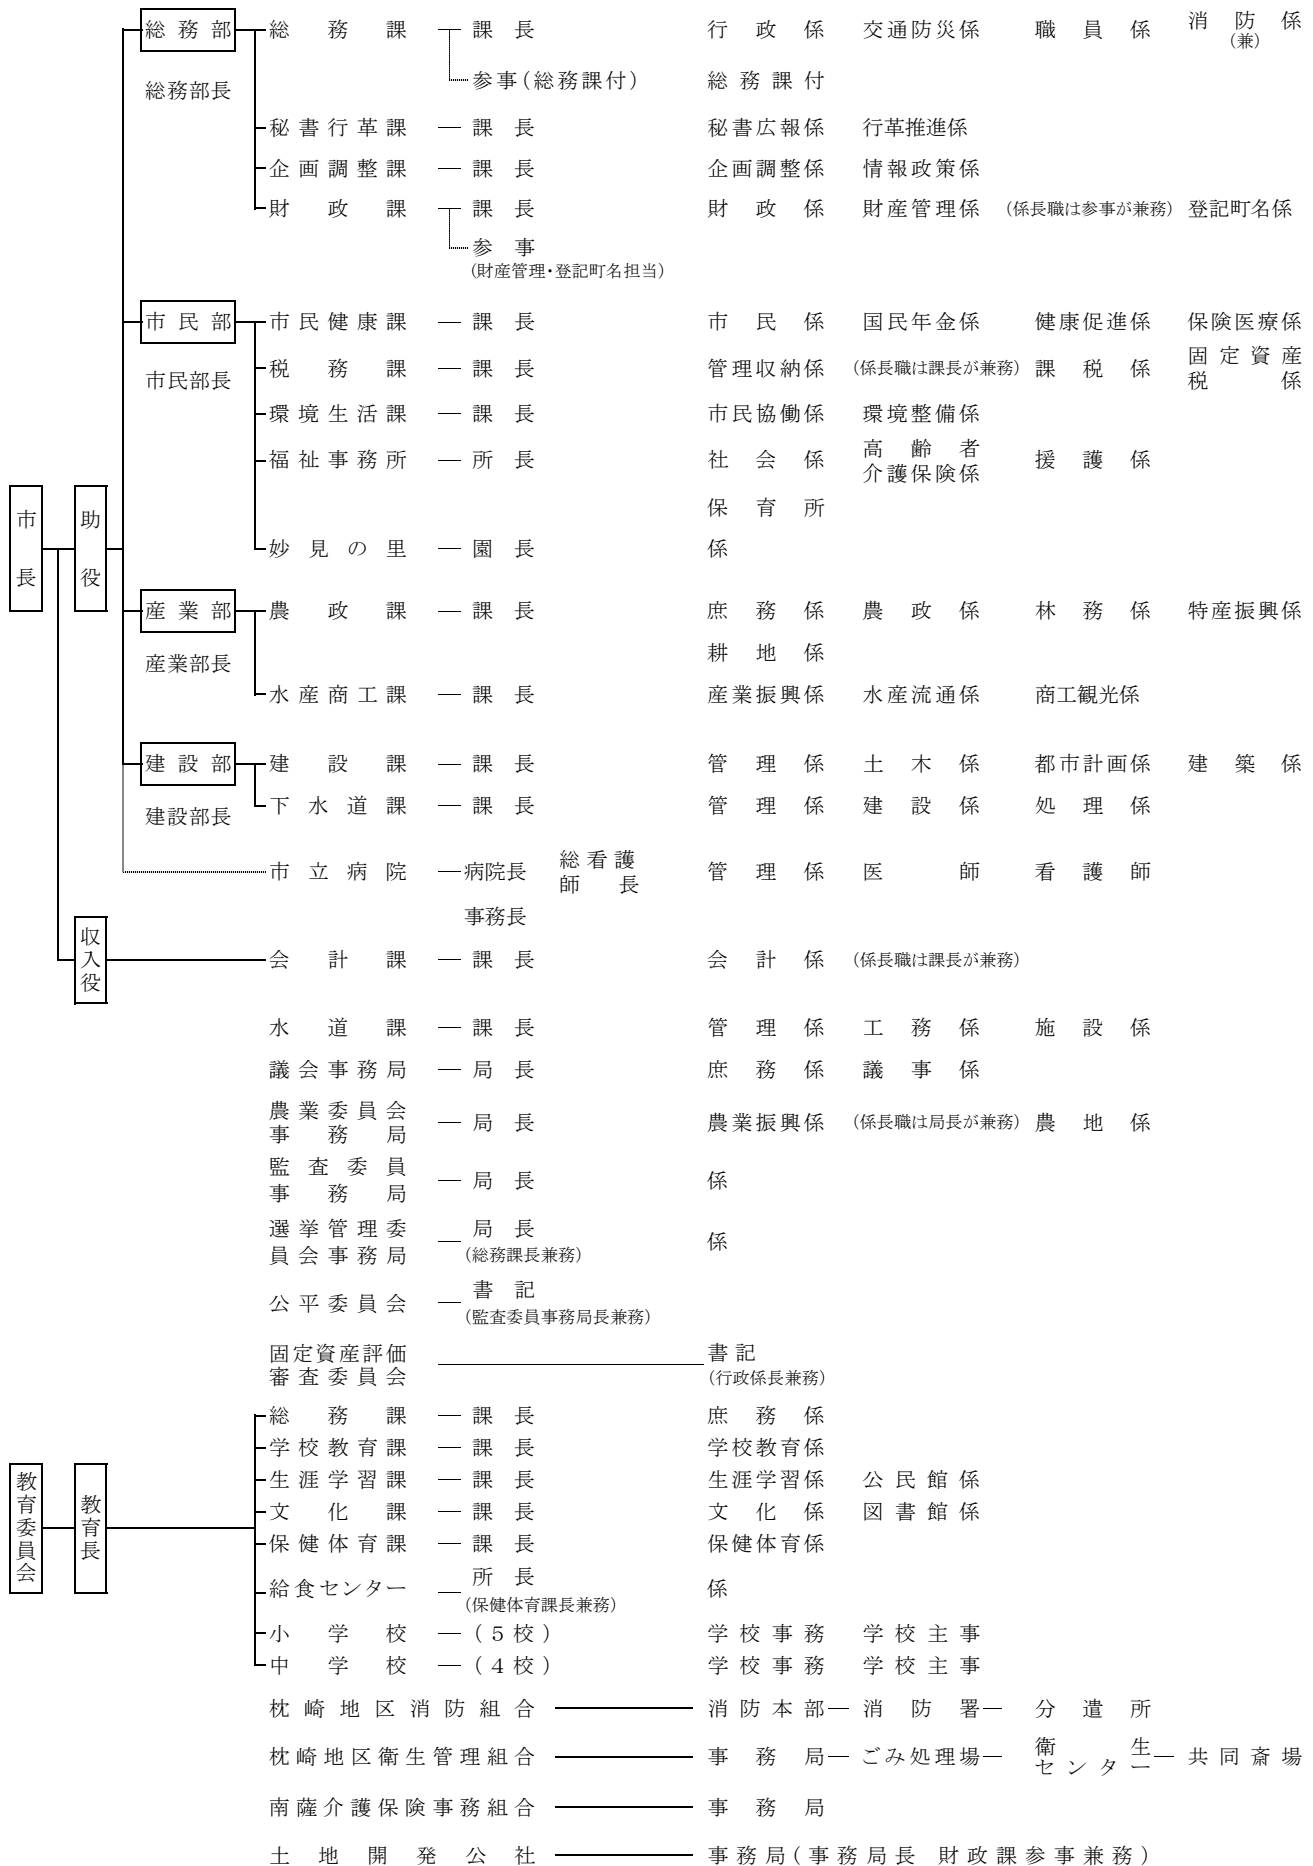 総務部 総務課 課長 行政係 交通防災係 職員係 消防係
(兼)
参事(総務課付) 総務課付
総務部長
秘書行革課 課長 秘書広報係 行革推進係
企画調整課 課長 企画調整係 情報政策係
財政課 課長 財政係 財産管理係 (係長職は参事が兼務) 登記町名係
参事
(財産管理・登記町名担当)
市民部 市民健康課 課長 市民係 国民年金係 健康促進係 保険医療係
市民部長
税務課 課長 管理収納係 (係長職は課長が兼務) 課税係 固定資産
税係
環境生活課 課長 市民協働係 環境整備係
福祉事務所 所長 社会係 高齢者
介護保険係 援護係
保育所
妙見の里 園長 係
市長
助役
産業部 農政課 課長 庶務係 農政係 林務係 特産振興係
耕地係
産業部長
水産商工課 課長 産業振興係 水産流通係 商工観光係
建設部 建設課 課長 管理係 土木係 都市計画係 建築係
建設部長
下水道課 課長 管理係 建設係 処理係
市立病院 病院長 総看護
師長 管理係 医師 看護師
事務長
収入役
会計課 課長 会計係 (係長職は課長が兼務)
水道課 課長 管理係 工務係 施設係
議会事務局 局長 庶務係 議事係
農業委員会
事務局 局長 農業振興係 (係長職は局長が兼務) 農地係
監査委員
事務局 局長 係
選挙管理委
員会事務局 局長
(総務課長兼務) 係
公平委員会 書記
(監査委員事務局長兼務)
固定資産評価
審査委員会 書記
(行政係長兼務)
教育委員会
教育長
総務課 課長 庶務係
学校教育課 課長 学校教育係
生涯学習課 課長 生涯学習係 公民館係
文化課 課長 文化係 図書館係
保健体育課 課長 保健体育係
給食センター 所長
(保健体育課長兼務) 係
小学校 (5校) 学校事務 学校主事
中学校 (4校) 学校事務 学校主事
枕崎地区消防組合 消防本部 消防署 分遣所
枕崎地区衛生管理組合 事務局 ごみ処理場 衛生
センター 共同斎場
南薩介護保険事務組合 事務局
土地開発公社 事務局(事務局長 財政課参事兼務)